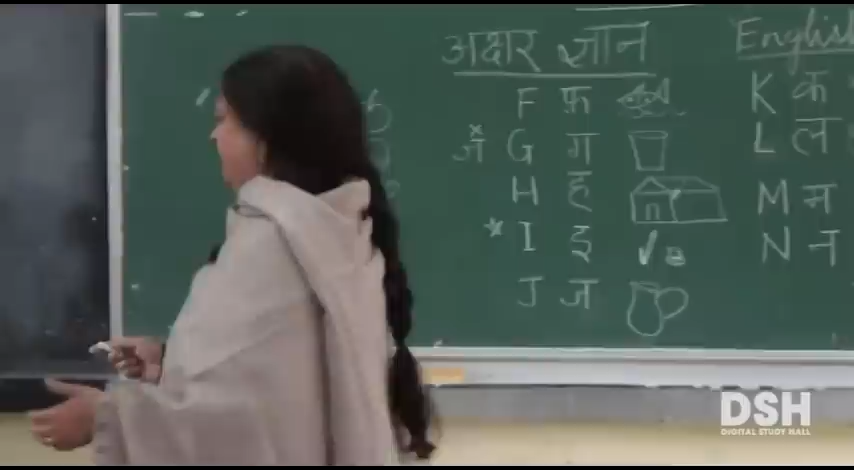 अक्षर ज्ञान
F फ़
जॅ G ग
H ह
* I इ
J ज
English
K क
L ल
M म
N न
DSH
DIGITAL STUDY HALL